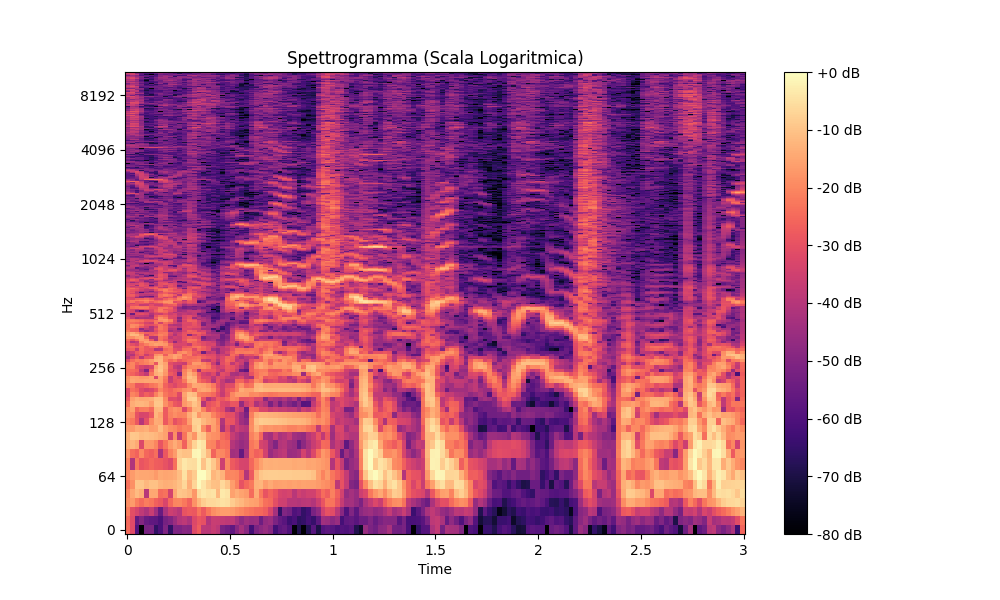 Spettrogramma (Scala Logaritmica)
Hz
8192
4096
2048
1024
512
256
128
64
0
0
0.5
1
1.5
2
2.5
3
Time
+0 dB
-10 dB
-20 dB
-30 dB
-40 dB
-50 dB
-60 dB
-70 dB
-80 dB